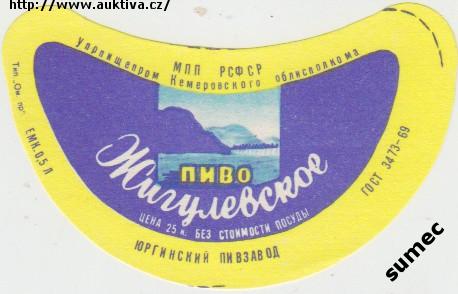 http://www.auktiva.cz/
МПП РСФСР
Упрпищепром Кемеровского облисполкома
Тип. „Ом. пр."
ЕМК. 0,5 Л
ПИВО
Жигулевское
ЦЕНА 25 к. БЕЗ СТОИМОСТИ ПОСУДЫ
ЮРГИНСКИЙ ПИВЗАВОД
ГОСТ 3473-69
sumec